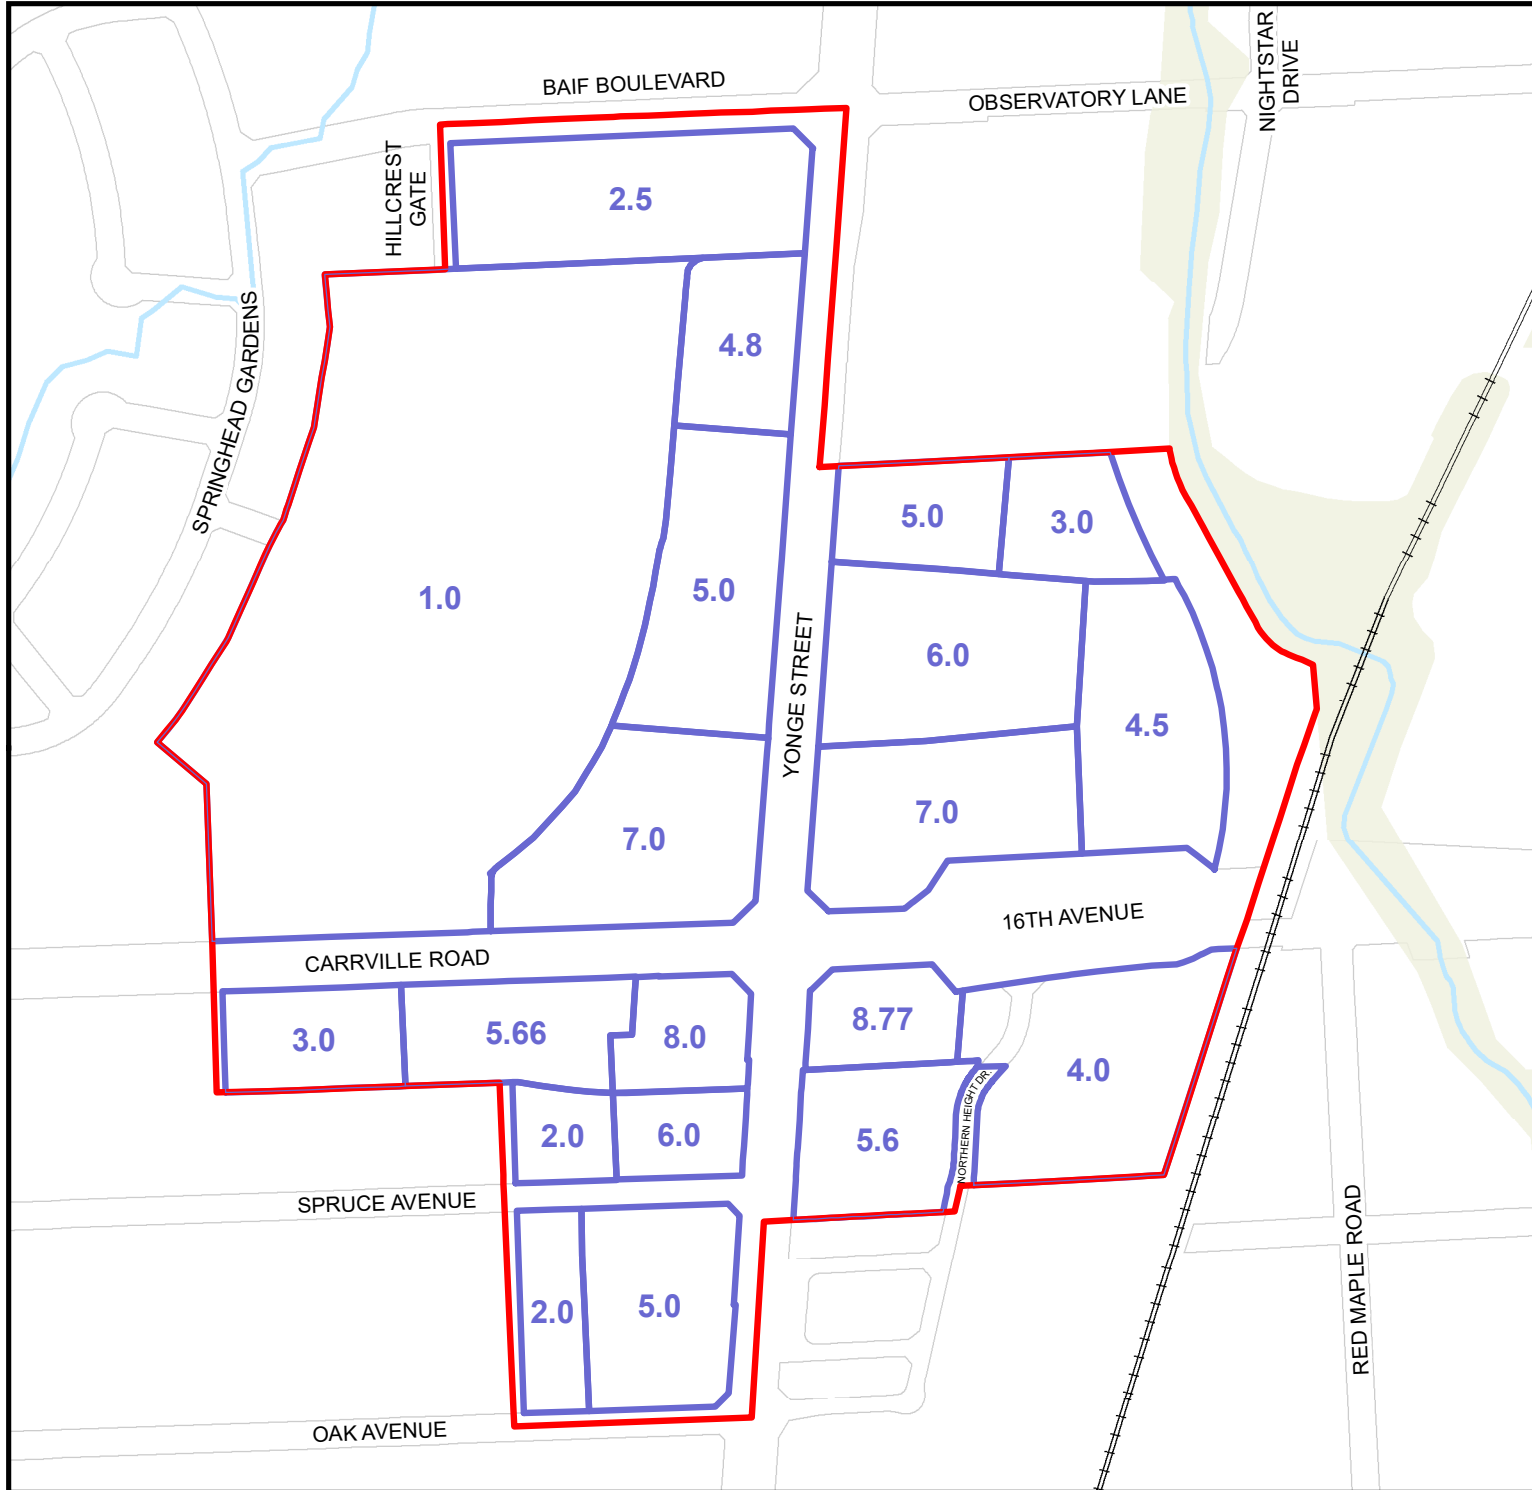 NIGHTSTAR
DRIVE
BAIF BOULEVARD
OBSERVATORY LANE
HILLCREST
GATE
2.5
4.8
SPRINGHEAD GARDENS
5.0
3.0
1.0
5.0
YONGE STREET
6.0
4.5
7.0
7.0
16TH AVENUE
CARRVILLE ROAD
3.0
5.66
8.0
8.77
4.0
NORTHERN HEIGHT DR.
2.0
6.0
5.6
SPRUCE AVENUE
RED MAPLE ROAD
2.0
5.0
OAK AVENUE